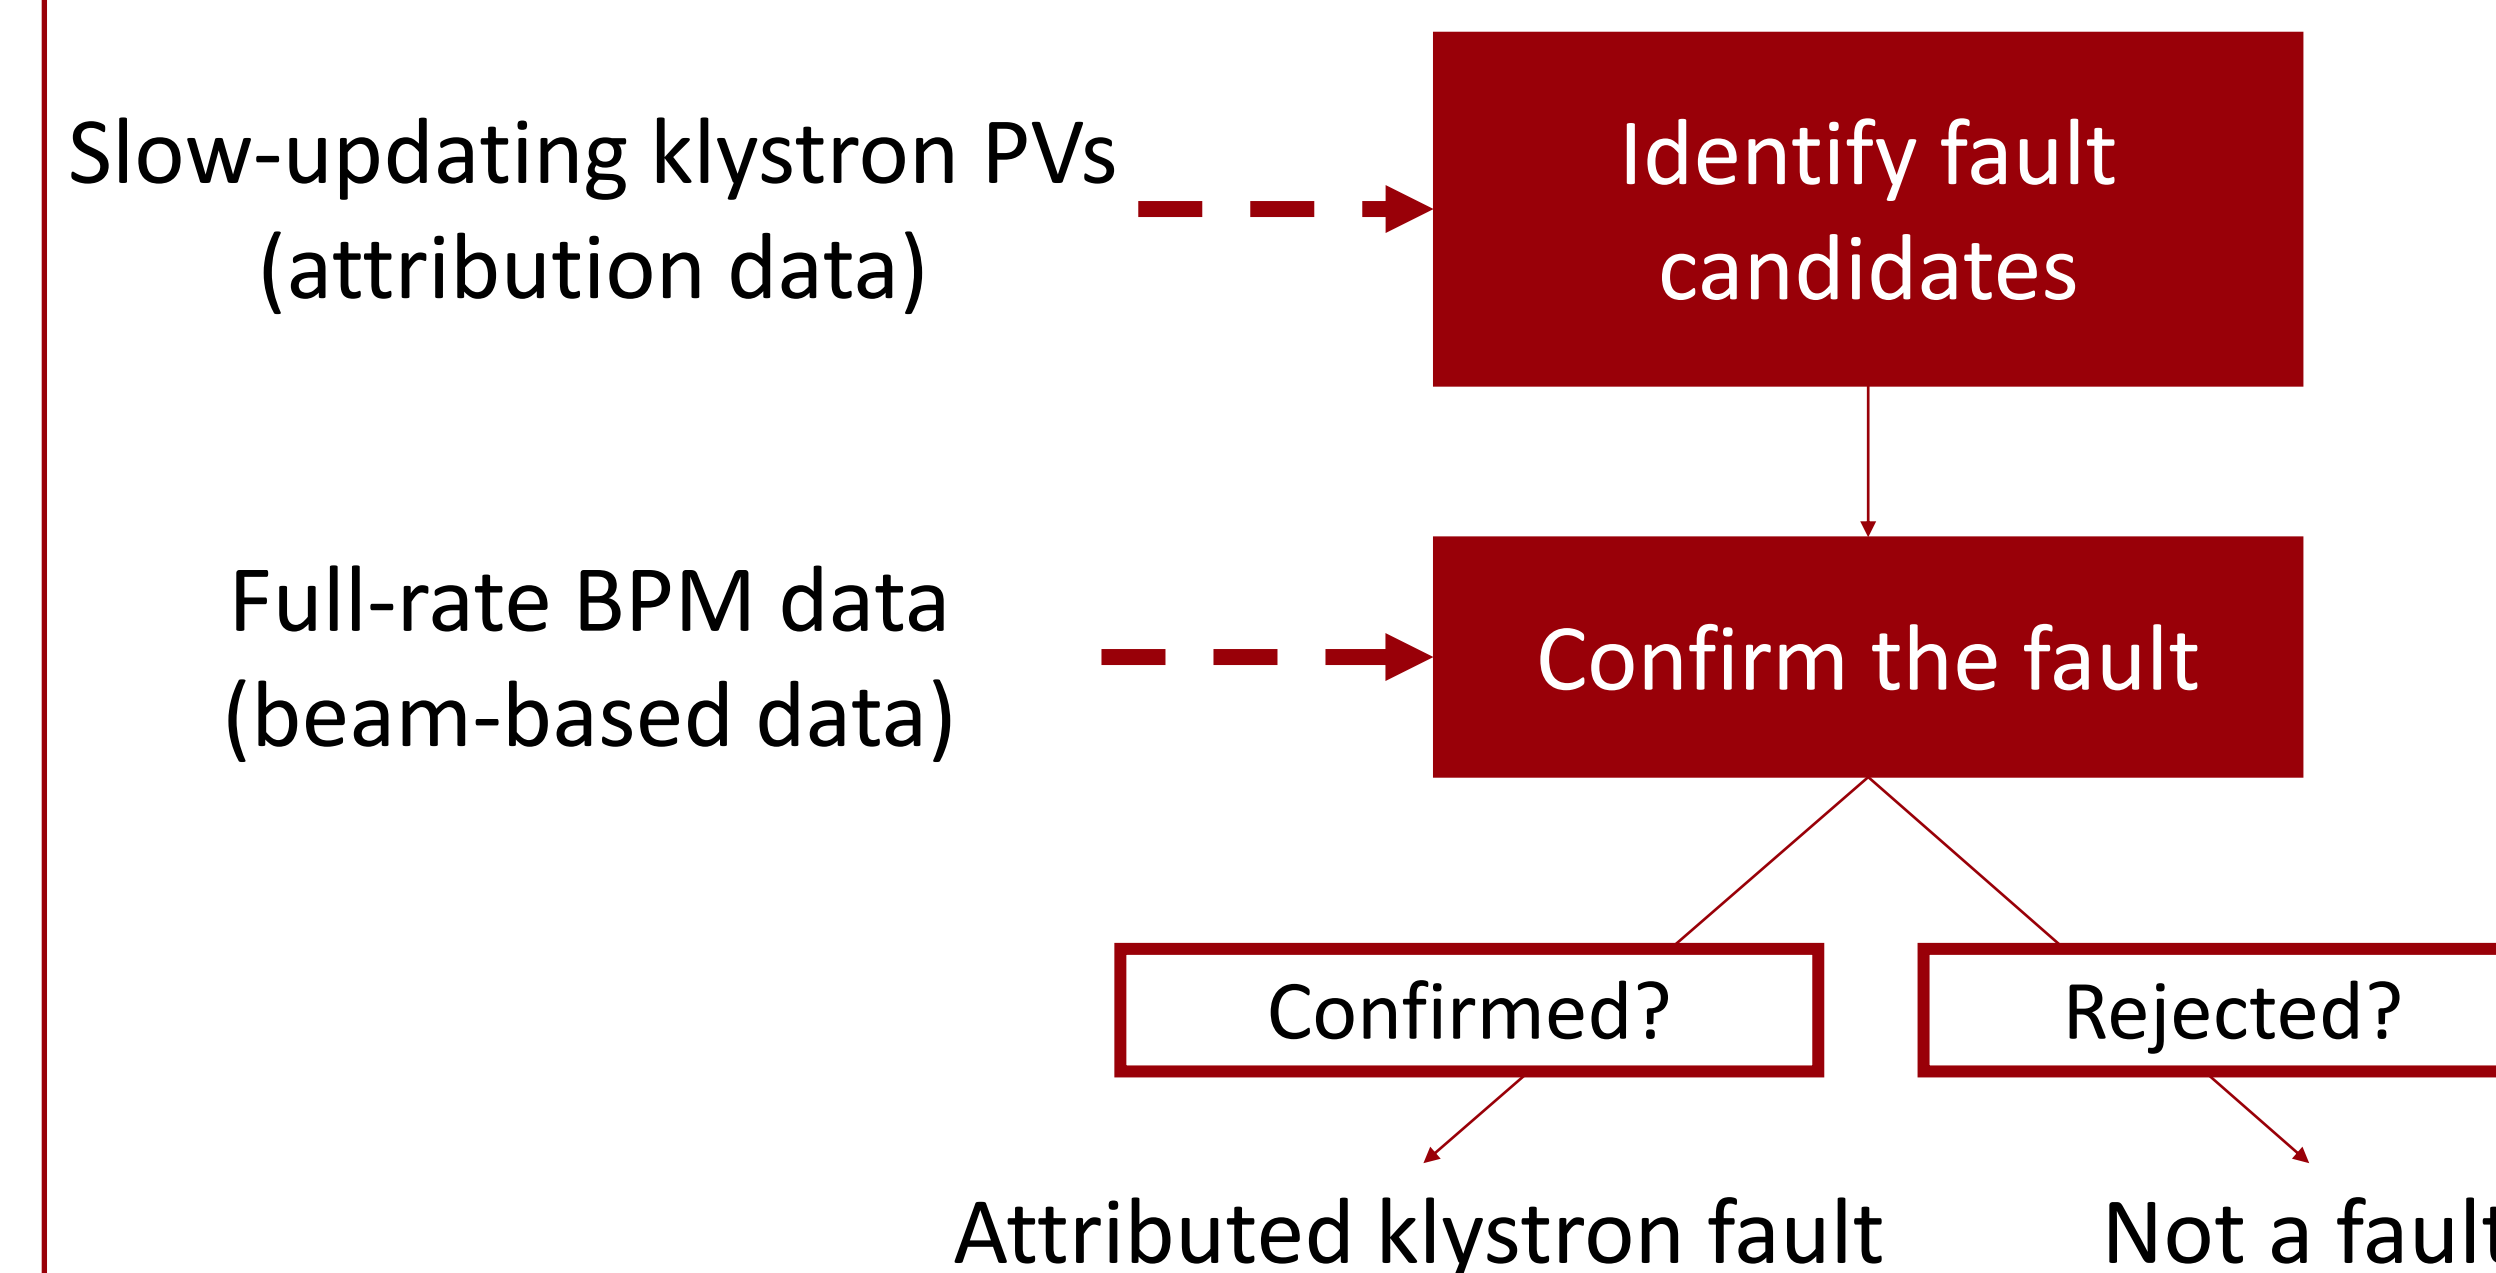 Slow-updating klystron PVs
(attribution data)
Identify fault
candidates
Full-rate BPM data
(beam-based data)
Confirm the fault
Confirmed?
Rejected?
Attributed klystron fault
Not a fault